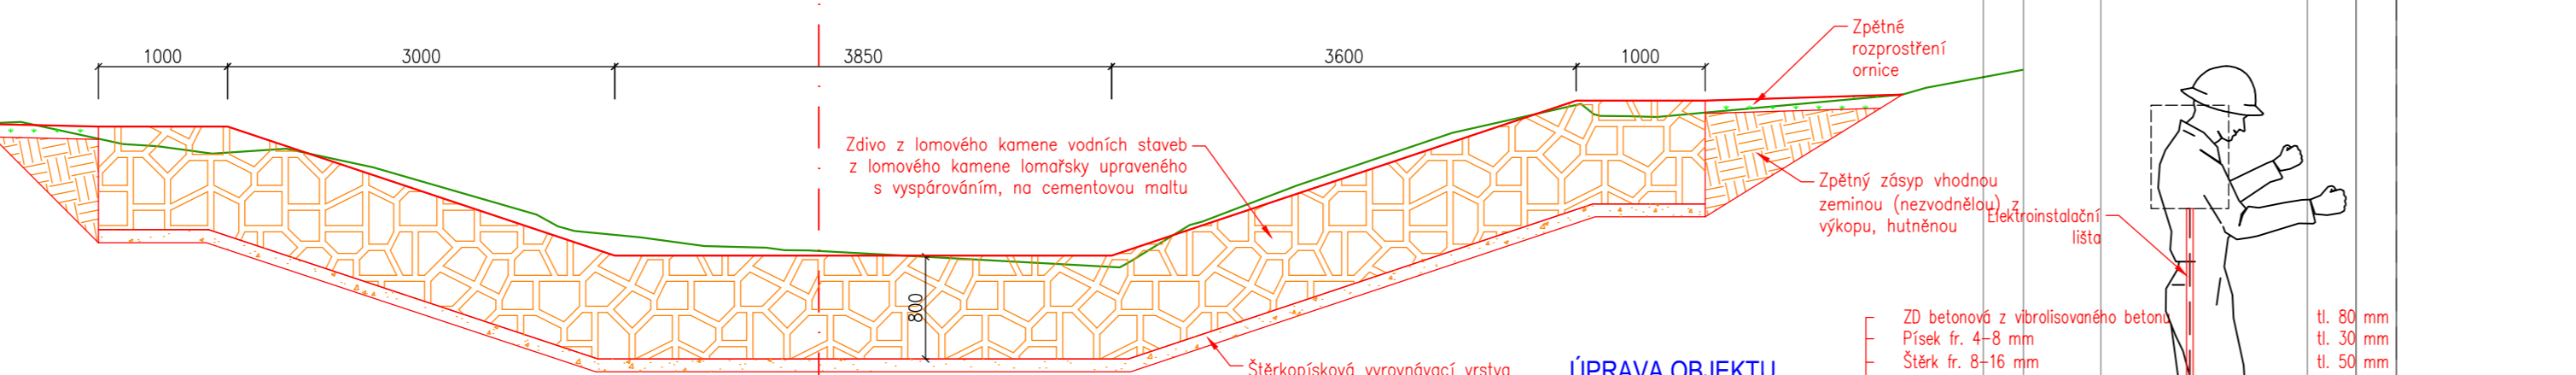 1000
3000
3850
3600
1000
Zpětné
rozprostření
ornice
Zdivo z lomového kamene vodních staveb
z lomového kamene lomařsky upraveného
s vyspárováním, na cementovou maltu
Zpětný zásyp vhodnou
zeminou (nezvodnělou) z
výkopu, hutněnou
Elektroinstalační
lišta
800
Štěrkopísková vyrovnávací vrstva
ÚPRAVA OBJEKTU
ZD betonová z vibrolisovaného betonu tl. 80 mm
Písek fr. 4-8 mm tl. 30 mm
Štěrk fr. 8-16 mm tl. 50 mm